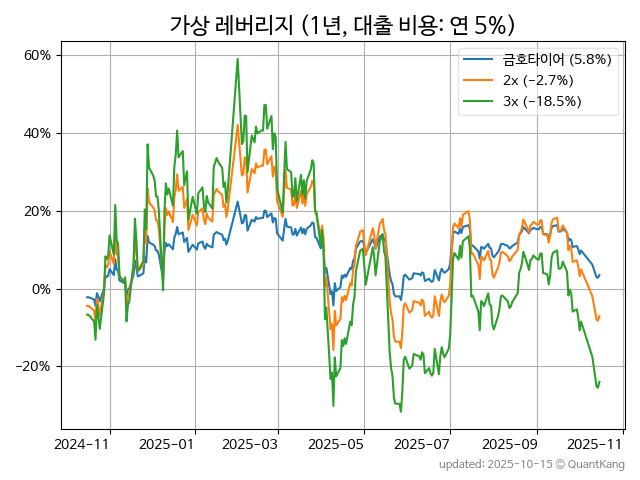 가상 레버리지 (1년, 대출 비용: 연 5%)
금호타이어 (5.8%)
2x (−2.7%)
3x (−18.5%)
60%
40%
20%
0%
−20%
2024-11
2025-01
2025-03
2025-05
2025-07
2025-09
2025-11
updated: 2025-10-15 © QuantKang